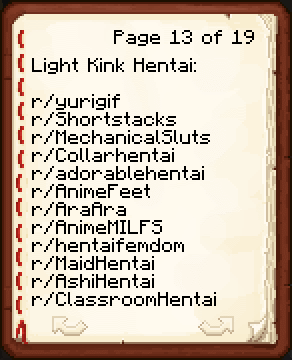 Page 13 of 19
Light Kink Hentai:
r/yurigif
r/Shortstacks
r/MechanicalSluts
r/Collarhentai
r/adorablehentai
r/AnimeFeet
r/AraAra
r/AnimeMILFS
r/hentaifemdom
r/MaidHentai
r/AshiHentai
r/ClassroomHentai